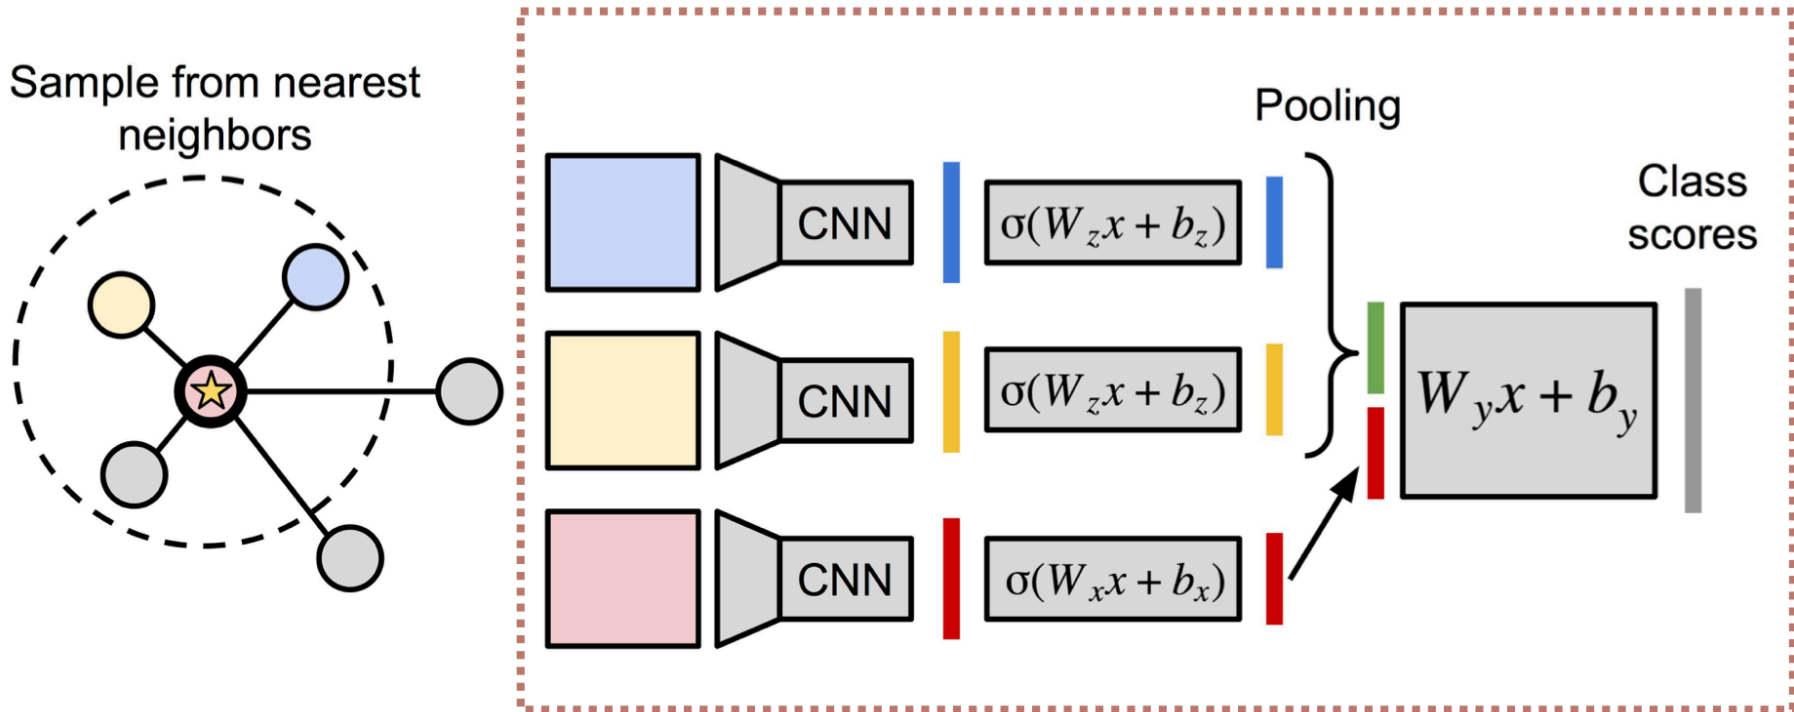 Sample from nearest
neighbors
Pooling
Class
scores
CNN
σ(W_z x + b_z)
CNN
σ(W_z x + b_z)
W_y x + b_y
CNN
σ(W_x x + b_x)